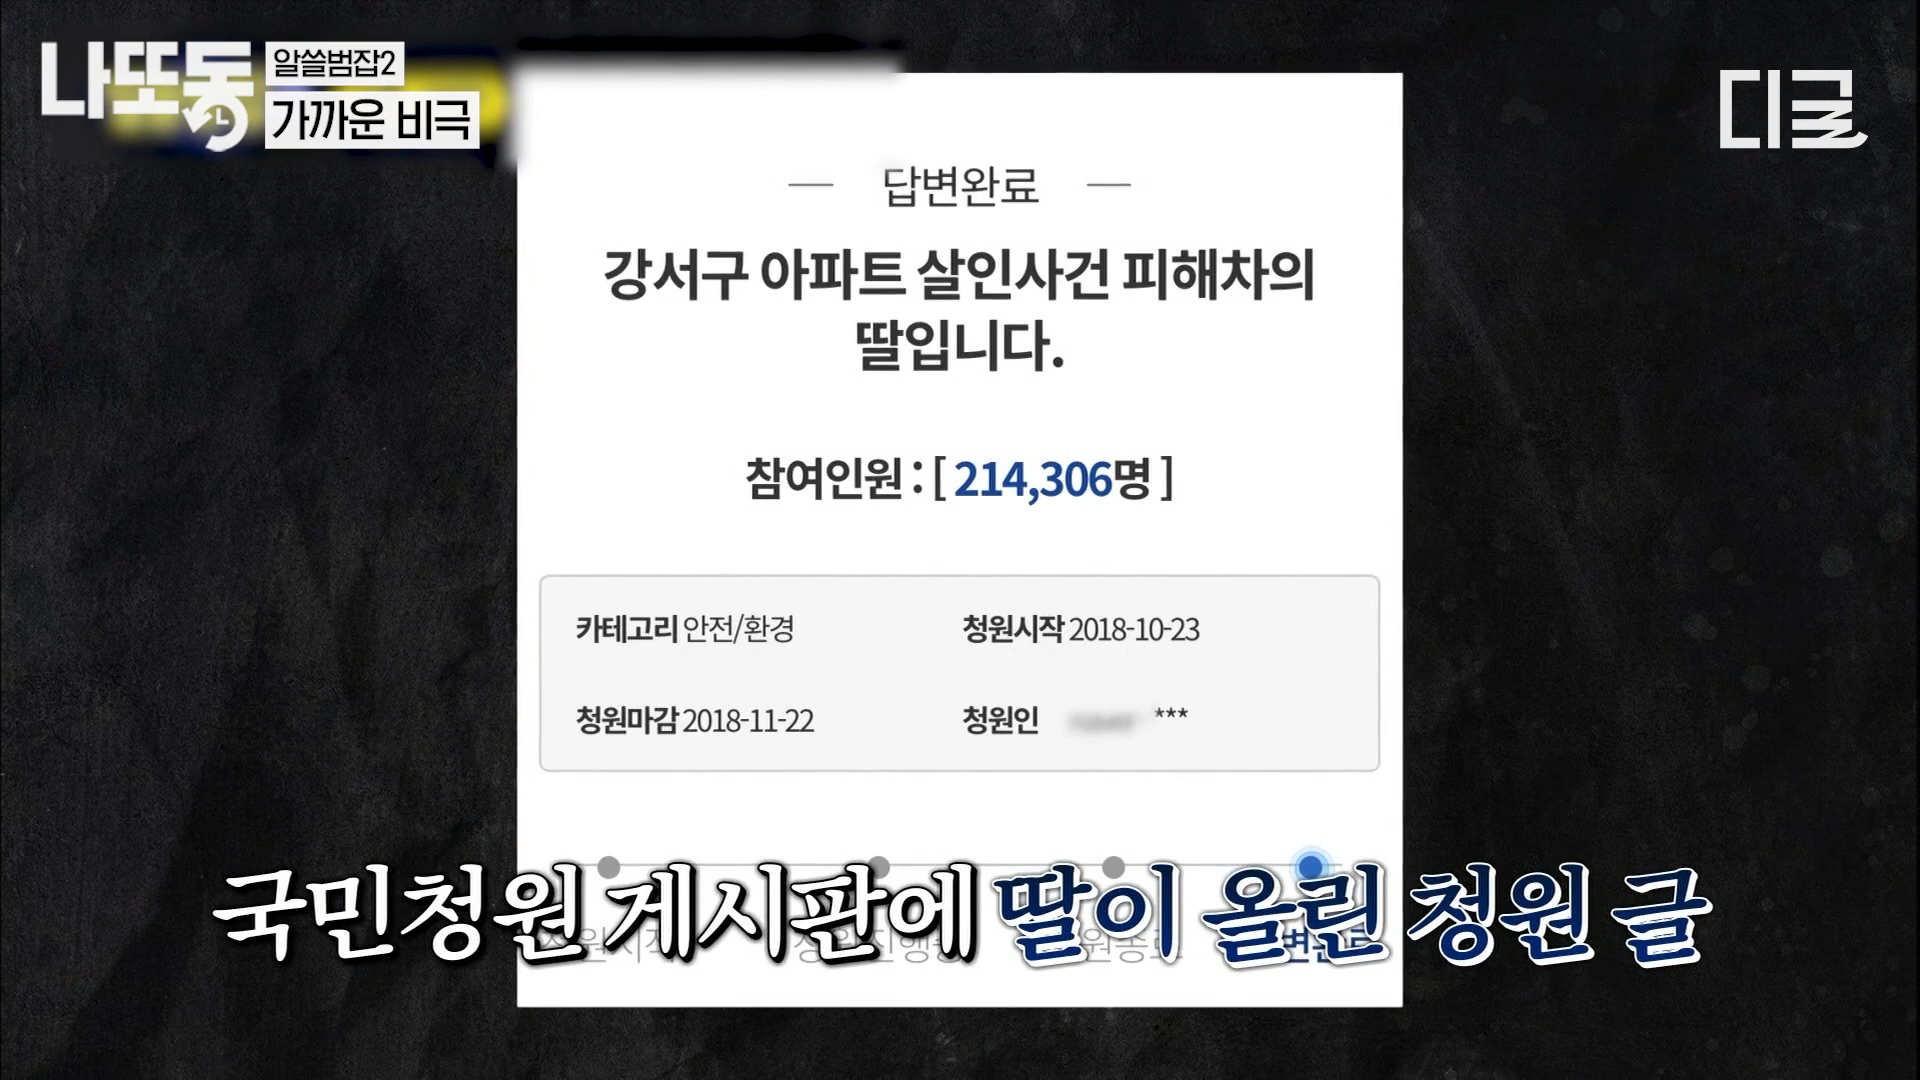 나또동
알쓸범잡2
가까운 비극
디글
답변완료
강서구 아파트 살인사건 피해차의
딸입니다.
참여인원 : [ 214,306명 ]
카테고리 안전/환경
청원시작 2018-10-23
청원마감 2018-11-22
청원인 ***
국민청원 게시판에 딸이 올린 청원 글